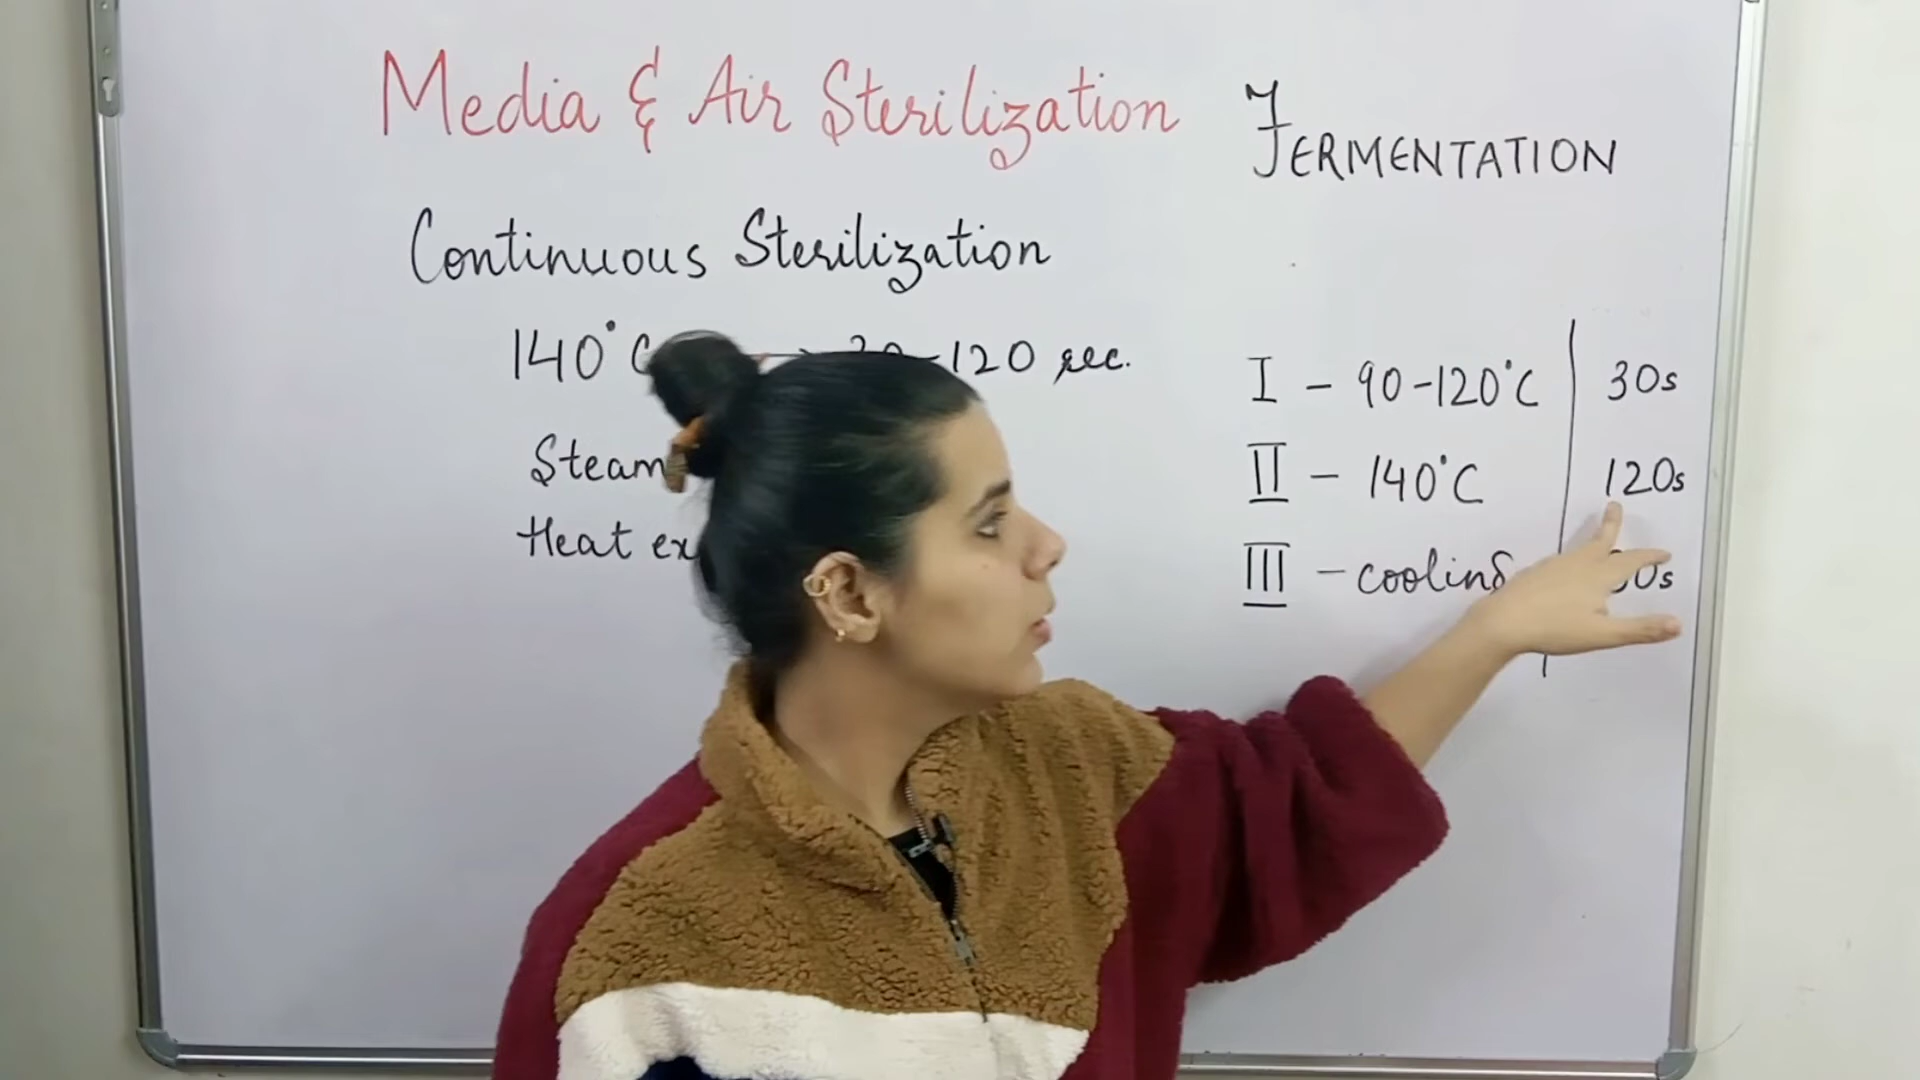 Media & Air Sterilization
FERMENTATION
Continuous Sterilization
140°C 120 sec.
Steam
Heat
I - 90-120°C 30s
II - 140°C 120s
III - cooling